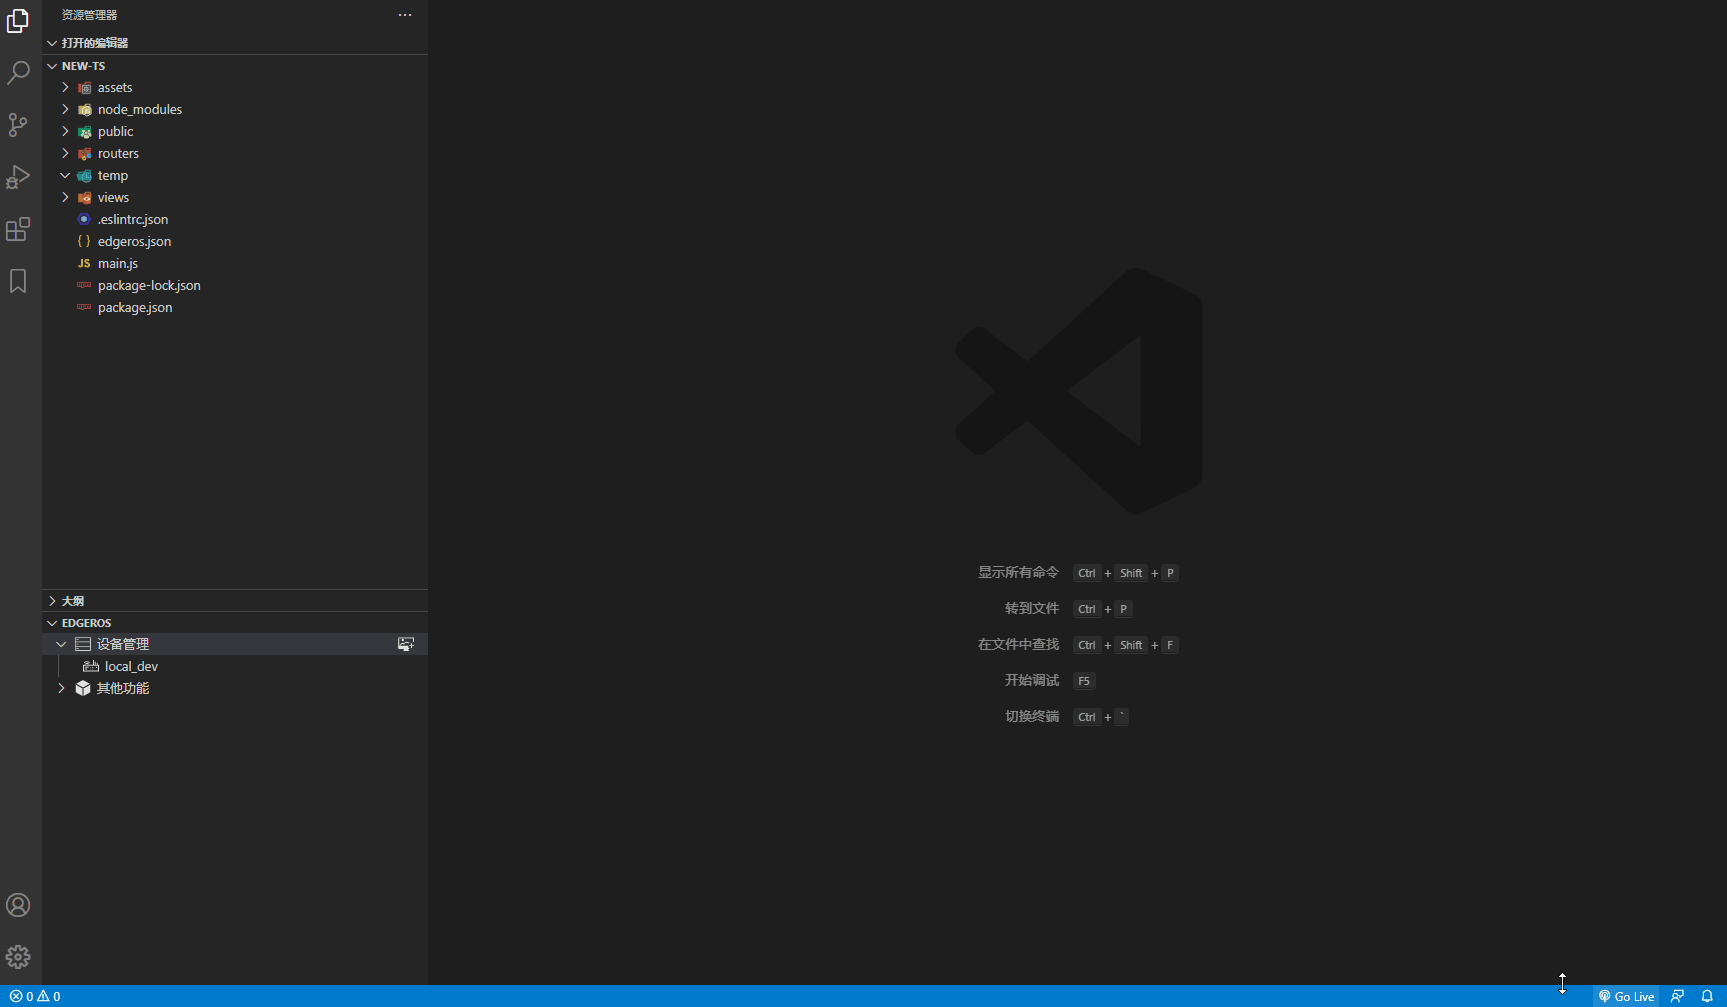 资源管理器
打开的编辑器
NEW-TS
assets
node_modules
public
routers
temp
views
.eslintrc.json
{ } edgeros.json
JS main.js
package-lock.json
package.json
大纲
EDGEROS
设备管理
local_dev
其他功能
显示所有命令 Ctrl + Shift + P
转到文件 Ctrl + P
在文件中查找 Ctrl + Shift + F
开始调试 F5
切换终端 Ctrl + `
0 0
Go Live